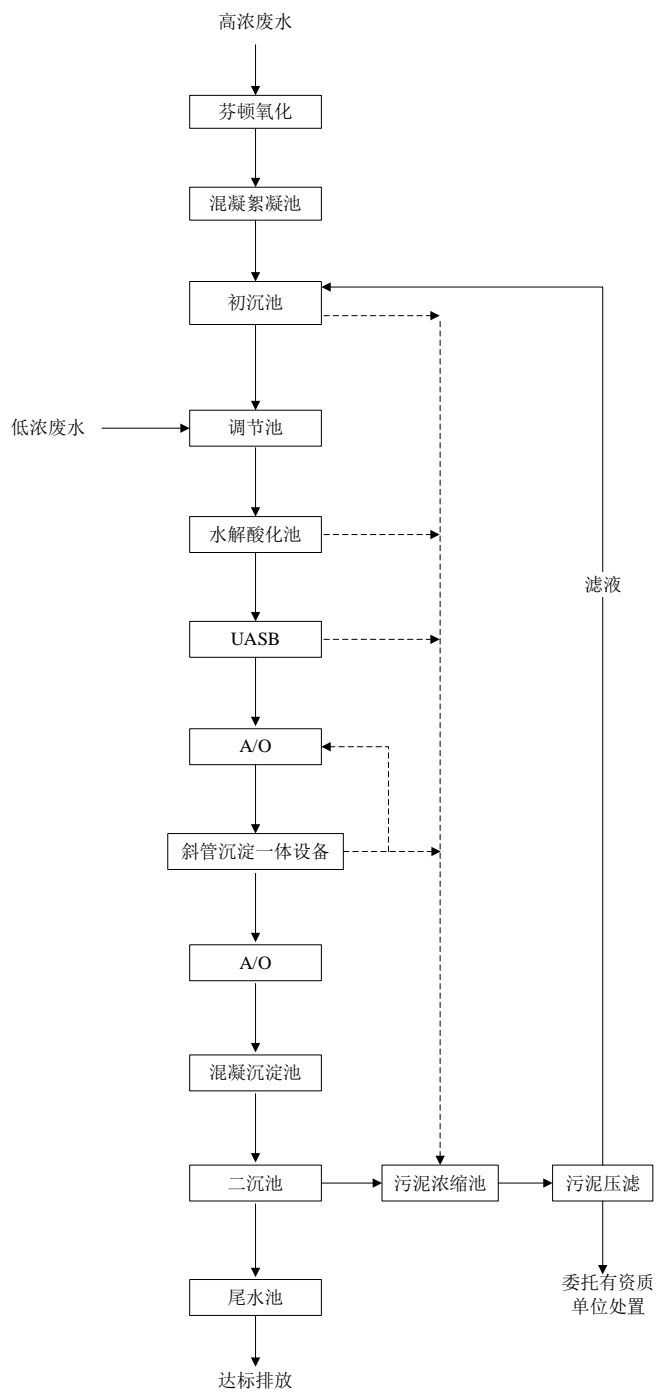 高浓废水
芬顿氧化
混凝絮凝池
初沉池
低浓废水
调节池
水解酸化池
滤液
UASB
A/O
斜管沉淀一体设备
A/O
混凝沉淀池
二沉池
污泥浓缩池
污泥压滤
尾水池
委托有资质
单位处置
达标排放